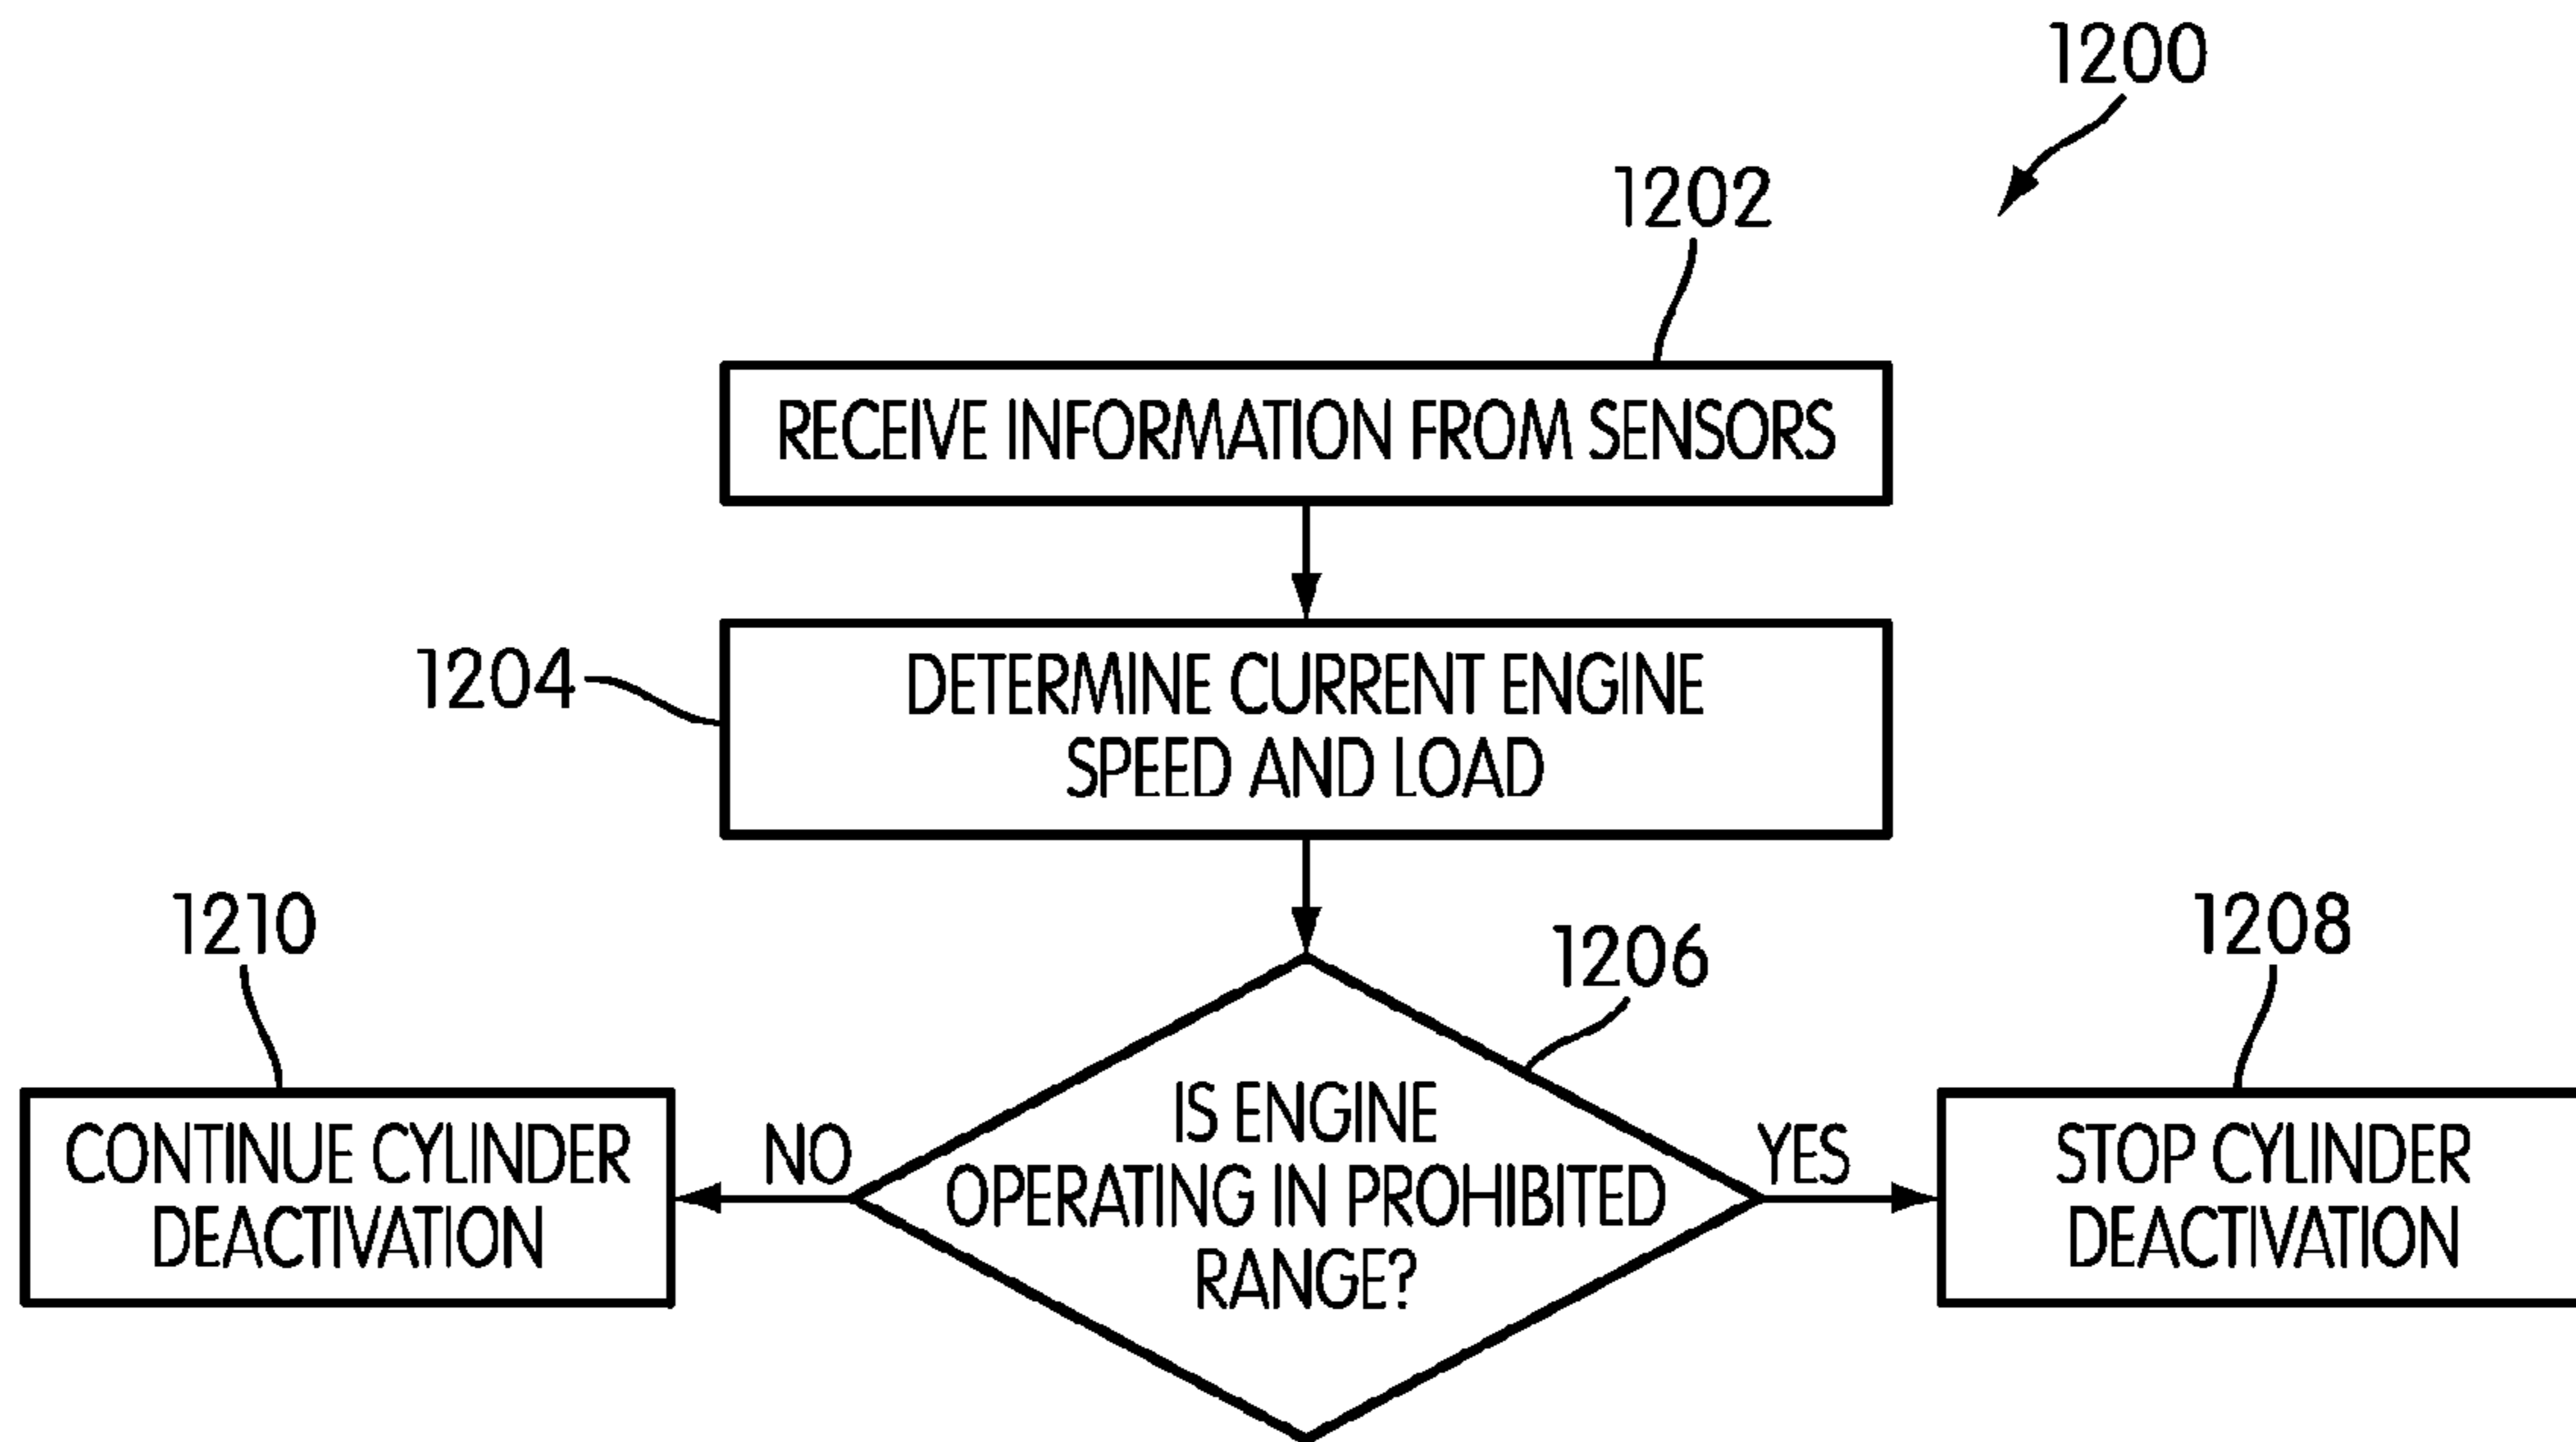 1200
1202
RECEIVE INFORMATION FROM SENSORS
1204
DETERMINE CURRENT ENGINE
SPEED AND LOAD
1210
1206
1208
CONTINUE CYLINDER
DEACTIVATION
NO
IS ENGINE
OPERATING IN PROHIBITED
RANGE?
YES
STOP CYLINDER
DEACTIVATION